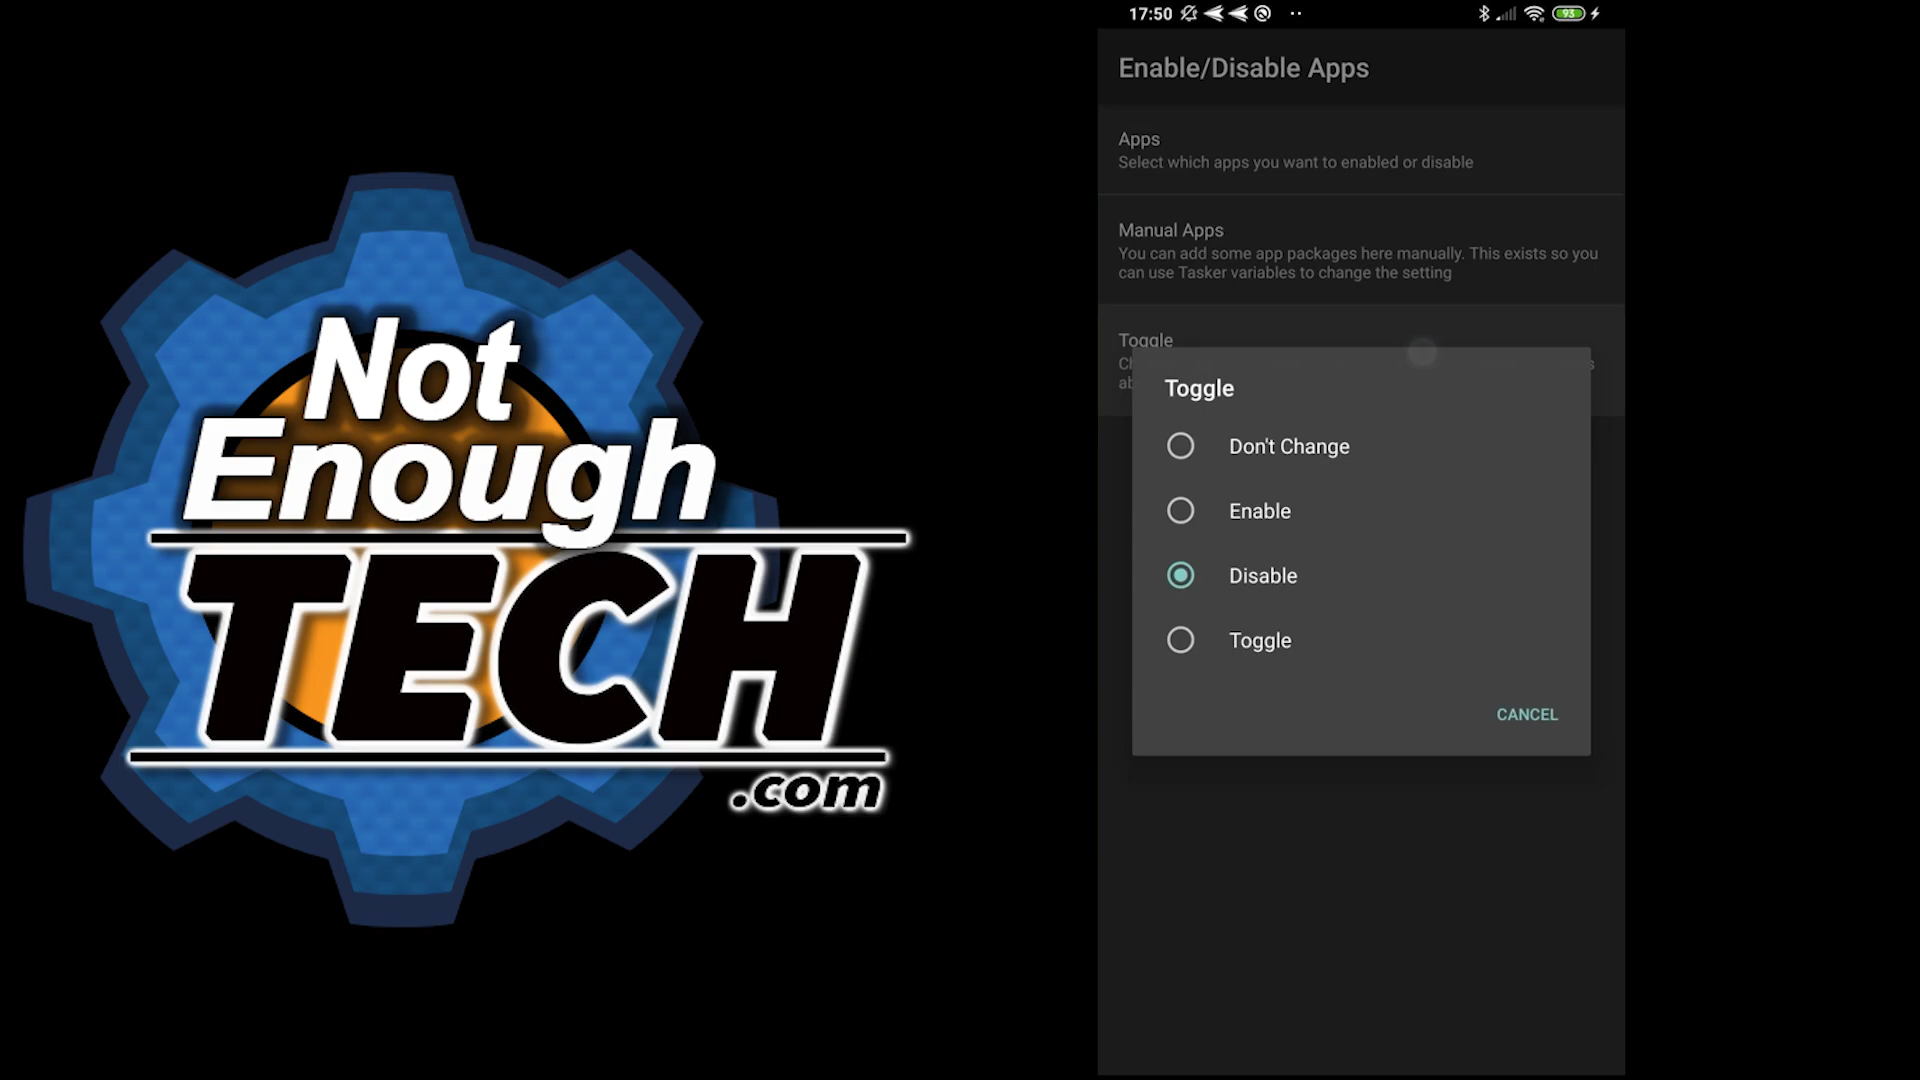 Not
Enough
TECH
.com
17:50
93
Enable/Disable Apps
Apps
Select which apps you want to enabled or disable
Manual Apps
You can add some app packages here manually. This exists so you
can use Tasker variables to change the setting
Toggle
Toggle
Don't Change
Enable
Disable
Toggle
CANCEL